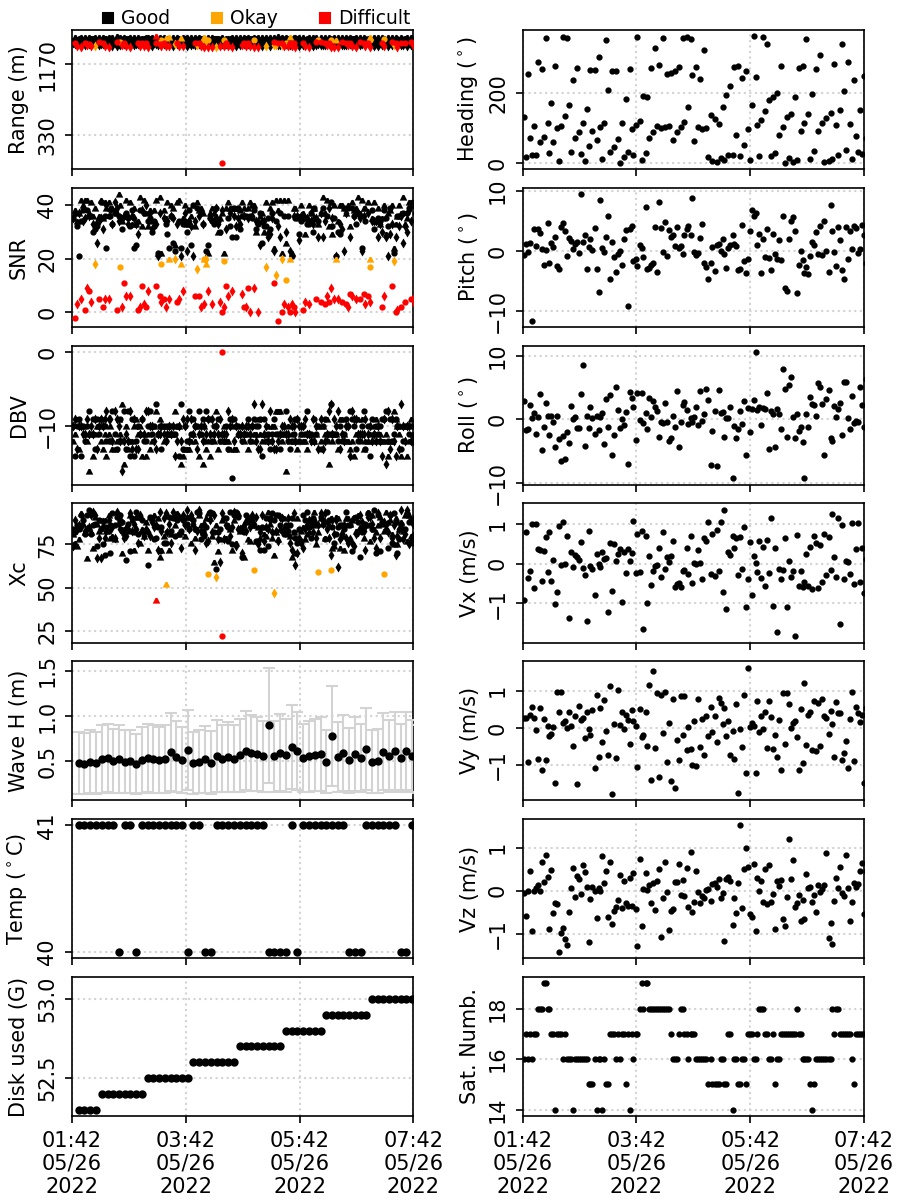 Good Okay Difficult
Range (m)
1170
330
Heading (°)
200
0
SNR
40
20
0
Pitch (°)
10
0
−10
DBV
0
−10
Roll (°)
10
0
−10
Xc
75
50
25
Vx (m/s)
1
0
−1
Wave H (m)
1.5
1.0
0.5
Vy (m/s)
1
0
−1
Temp (°C)
41
40
Vz (m/s)
1
0
−1
Disk used (G)
53.0
52.5
Sat. Numb.
18
16
14
01:42 03:42 05:42 07:42 01:42 03:42 05:42 07:42
05/26 05/26 05/26 05/26 05/26 05/26 05/26 05/26
2022 2022 2022 2022 2022 2022 2022 2022